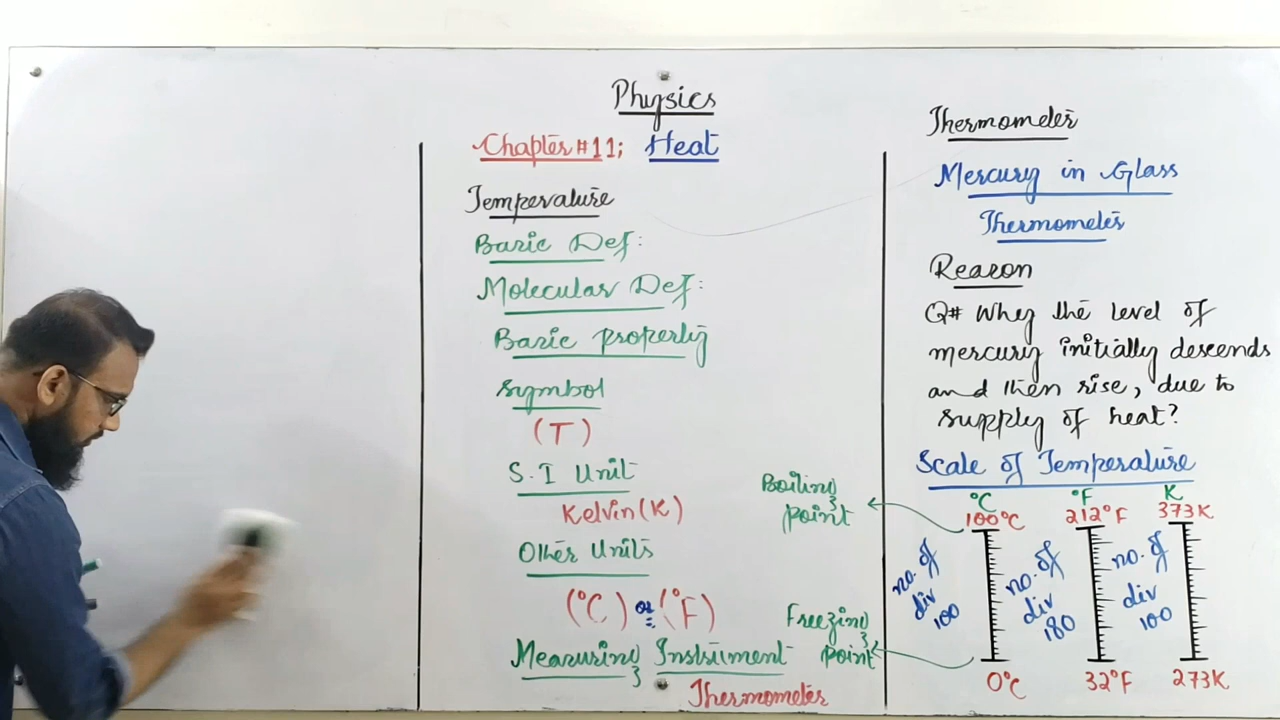 Physics
Chapter #11; Heat
Temperature
Basic Def:
Molecular Def:
Basic property
Symbol
(T)
S.I Unit
Kelvin(K)
Other Units
(°C) or (°F)
Measuring Instrument
Thermometer
Thermometer
Mercury in Glass
Thermometer
Reason
Q# Why the level of
mercury initially descends
and then rise, due to
supply of heat?
Scale of Temperature
°C °F K
100°C 212°F 373K
Boiling
point
no. of
div
100
no. of
div
180
no. of
div
100
Freezing
point
0°C 32°F 273K